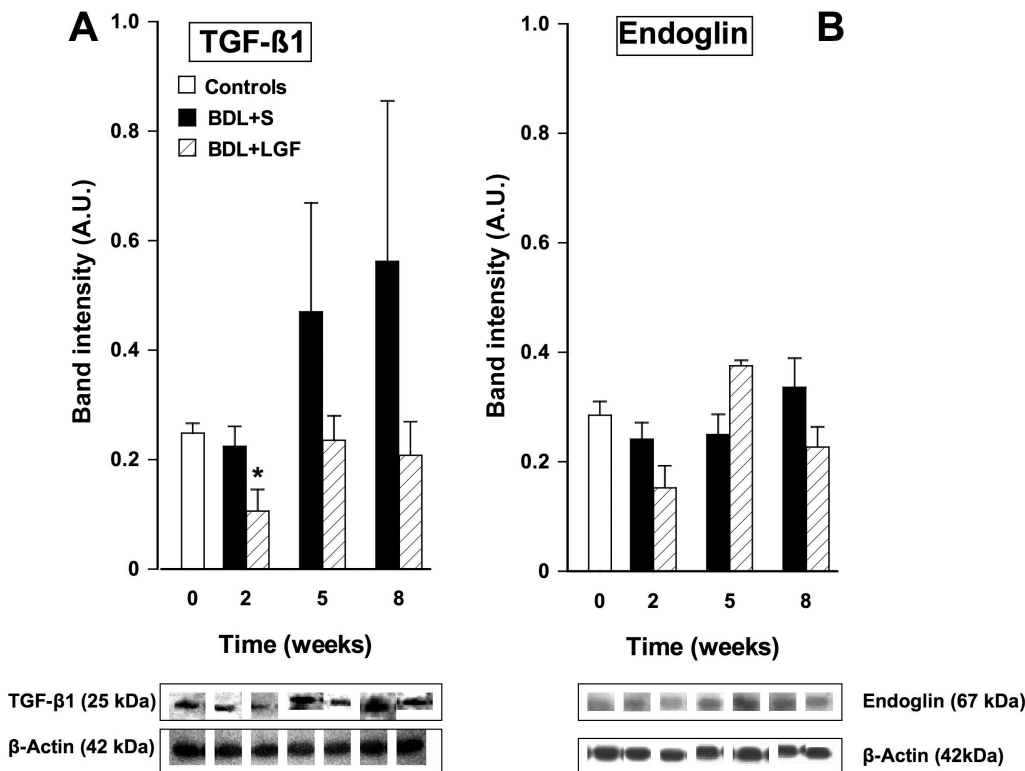 A
TGF-ß1
Controls
BDL+S
BDL+LGF
Band intensity (A.U.)
1.0
0.8
0.6
0.4
0.2
0
*
0 2 5 8
Time (weeks)
TGF-β1 (25 kDa)
β-Actin (42 kDa)
Endoglin
B
Band intensity (A.U.)
1.0
0.8
0.6
0.4
0.2
0
0 2 5 8
Time (weeks)
Endoglin (67 kDa)
β-Actin (42kDa)